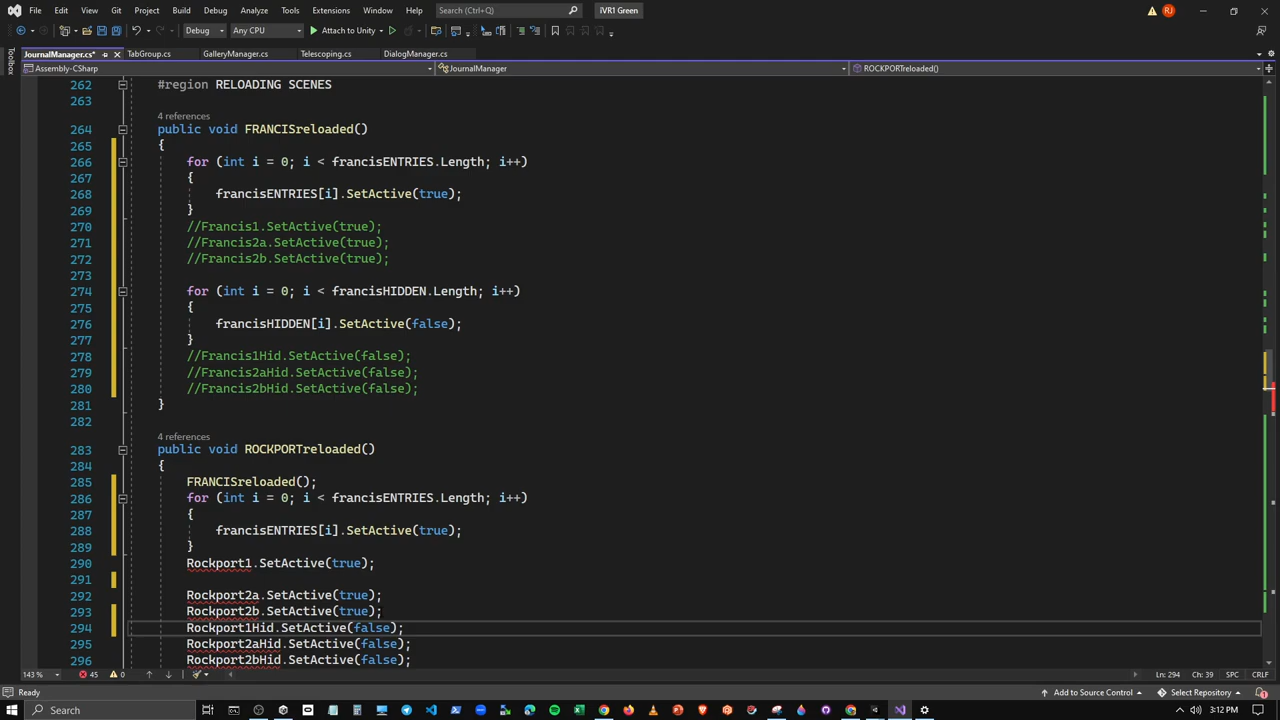 File Edit View Git Project Build Debug Analyze Tools Extensions Window Help Search (Ctrl+Q) iVR1 Green RJ
Debug Any CPU Attach to Unity
JournalManager.cs* TabGroup.cs GalleryManager.cs Telescoping.cs DialogManager.cs
Toolbox
Assembly-CSharp JournalManager ROCKPORTreloaded()
262 #region RELOADING SCENES
263
4 references
264 public void FRANCISreloaded()
265 {
266 for (int i = 0; i < francisENTRIES.Length; i++)
267 {
268 francisENTRIES[i].SetActive(true);
269 }
270 //Francis1.SetActive(true);
271 //Francis2a.SetActive(true);
272 //Francis2b.SetActive(true);
273
274 for (int i = 0; i < francisHIDDEN.Length; i++)
275 {
276 francisHIDDEN[i].SetActive(false);
277 }
278 //Francis1Hid.SetActive(false);
279 //Francis2aHid.SetActive(false);
280 //Francis2bHid.SetActive(false);
281 }
282
4 references
283 public void ROCKPORTreloaded()
284 {
285 FRANCISreloaded();
286 for (int i = 0; i < francisENTRIES.Length; i++)
287 {
288 francisENTRIES[i].SetActive(true);
289 }
290 Rockport1.SetActive(true);
291
292 Rockport2a.SetActive(true);
293 Rockport2b.SetActive(true);
294 Rockport1Hid.SetActive(false);
295 Rockport2aHid.SetActive(false);
296 Rockport2bHid.SetActive(false);
143 % 45 0 Ln: 294 Ch: 39 SPC CRLF
Ready Add to Source Control Select Repository
Search 3:12 PM